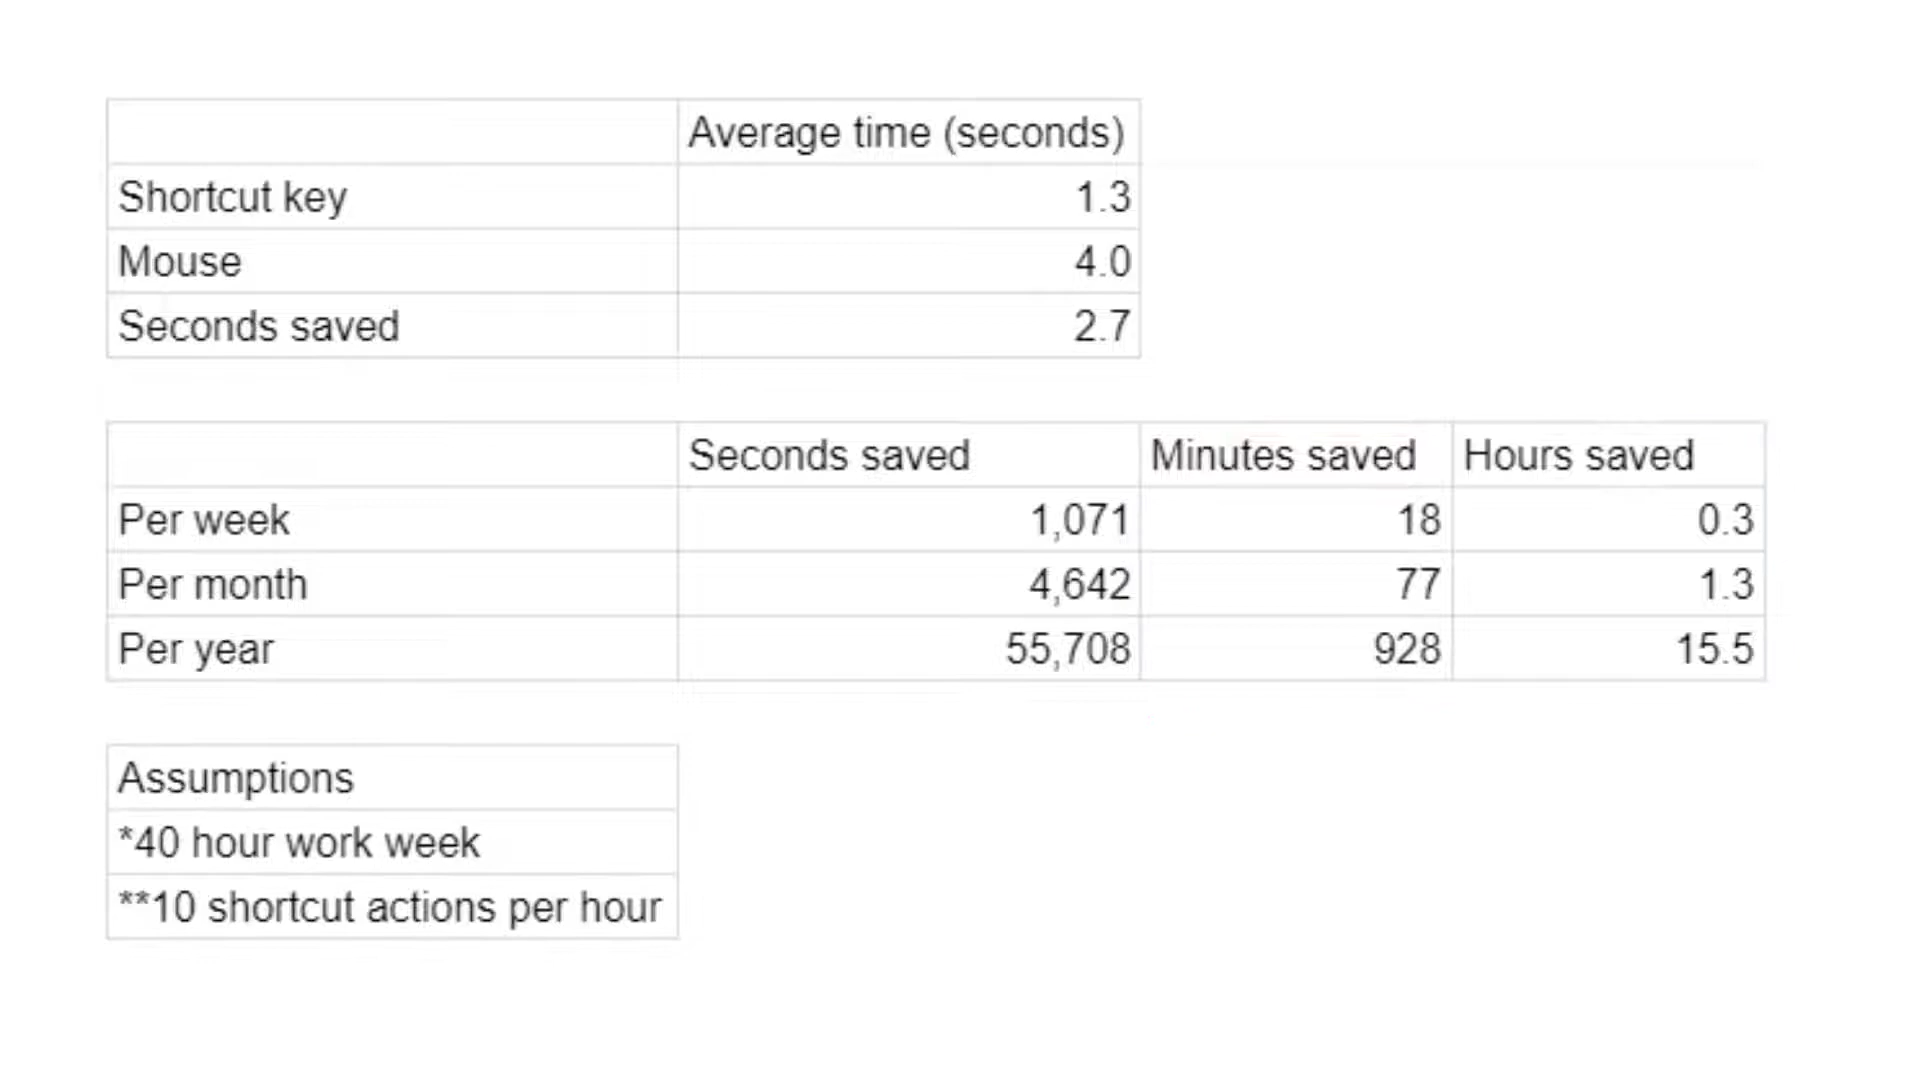 Average time (seconds)
Shortcut key 1.3
Mouse 4.0
Seconds saved 2.7
Seconds saved Minutes saved Hours saved
Per week 1,071 18 0.3
Per month 4,642 77 1.3
Per year 55,708 928 15.5
Assumptions
*40 hour work week
**10 shortcut actions per hour